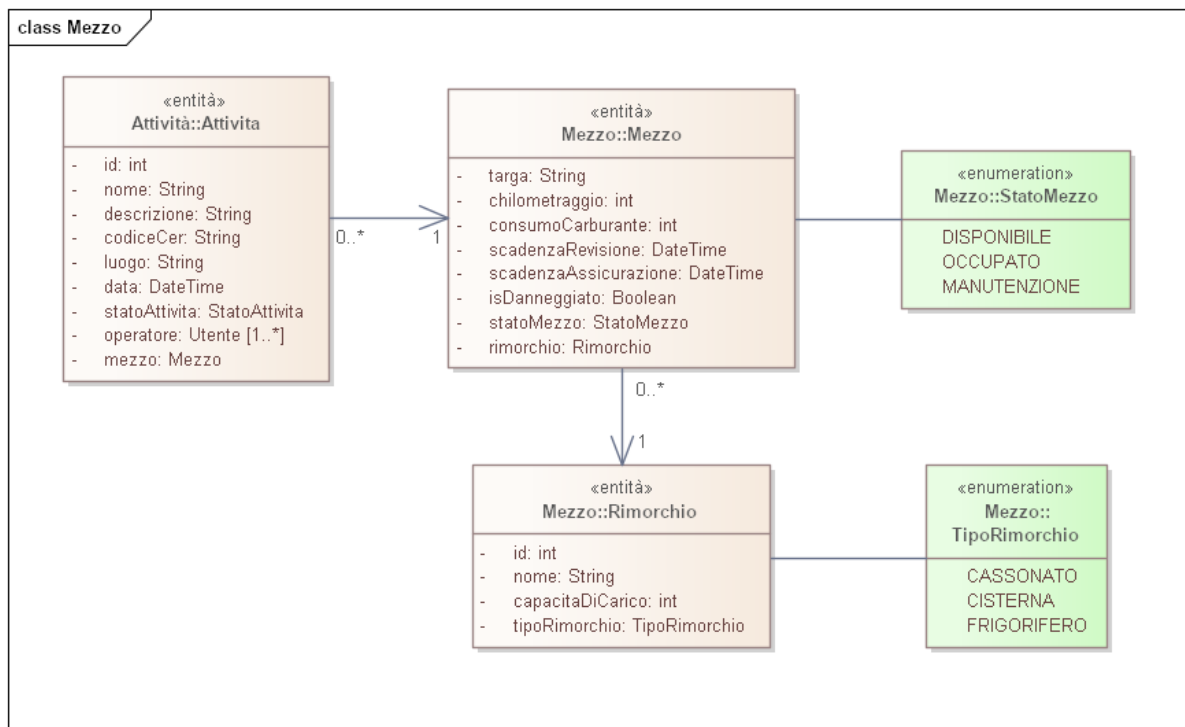 class Mezzo
«entità»
Attività::Attivita
- id: int
- nome: String
- descrizione: String
- codiceCer: String
- luogo: String
- data: DateTime
- statoAttivita: StatoAttivita
- operatore: Utente [1..*]
- mezzo: Mezzo
0..*
1
«entità»
Mezzo::Mezzo
- targa: String
- chilometraggio: int
- consumoCarburante: int
- scadenzaRevisione: DateTime
- scadenzaAssicurazione: DateTime
- isDanneggiato: Boolean
- statoMezzo: StatoMezzo
- rimorchio: Rimorchio
«enumeration»
Mezzo::StatoMezzo
DISPONIBILE
OCCUPATO
MANUTENZIONE
0..*
1
«entità»
Mezzo::Rimorchio
- id: int
- nome: String
- capacitaDiCarico: int
- tipoRimorchio: TipoRimorchio
«enumeration»
Mezzo::
TipoRimorchio
CASSONATO
CISTERNA
FRIGORIFERO